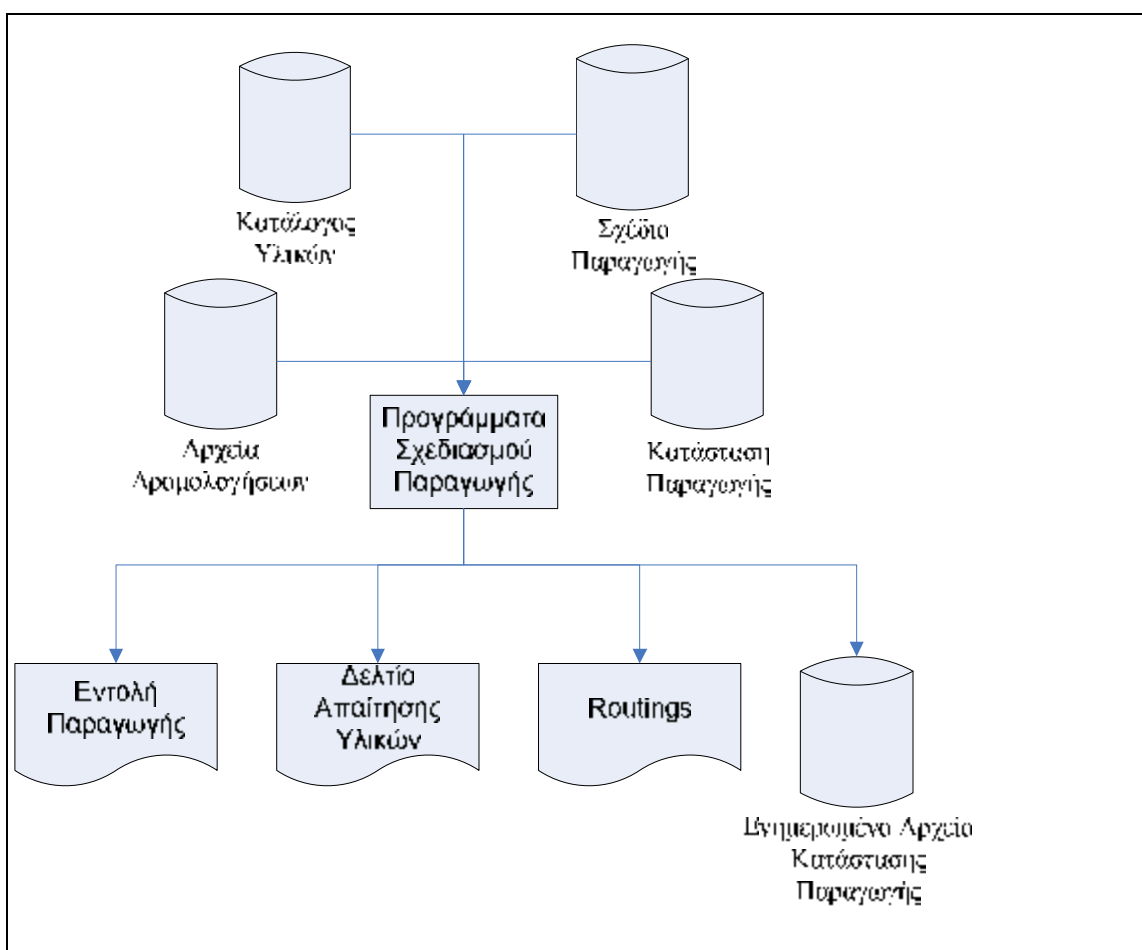 Κατάλογος
Υλικών
Σχέδιο
Παραγωγής
Αρχεία
Δρομολογήσεων
Κατάσταση
Παραγωγής
Προγράμματα
Σχεδιασμού
Παραγωγής
Εντολή
Παραγωγής
Δελτίο
Απαίτησης
Υλικών
Routings
Ενημερωμένο Αρχείο
Κατάστασης
Παραγωγής